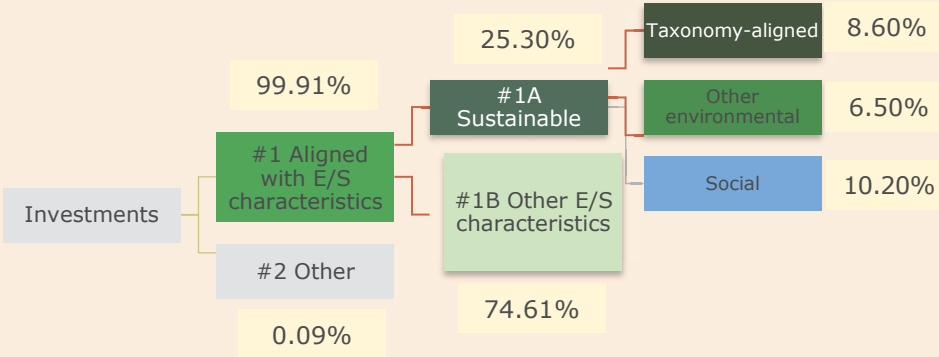 25.30%
Taxonomy-aligned
8.60%
99.91%
#1A
Sustainable
Other
environmental
6.50%
#1 Aligned
with E/S
characteristics
Social
10.20%
Investments
#1B Other E/S
characteristics
#2 Other
74.61%
0.09%